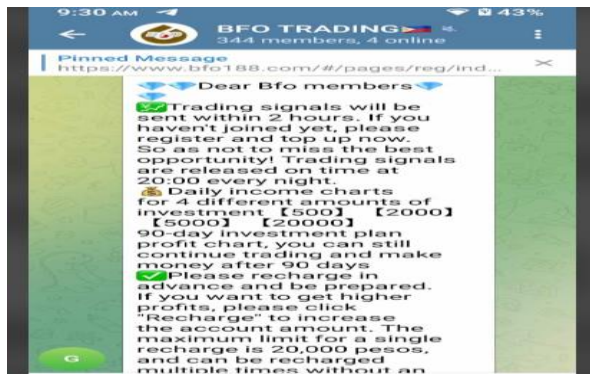 9:30 AM 43%
BFO TRADING
344 members, 4 online
Pinned Message
https://www.bfo188.com/#/pages/reg/ind...
Dear Bfo members
Trading signals will be
sent within 2 hours. If you
haven't joined yet, please
register and top up now.
So as not to miss the best
opportunity! Trading signals
are released on time at
20:00 every night.
Daily income charts
for 4 different amounts of
investment 【500】 【2000】
【5000】 【20000】
90-day investment plan
profit chart, you can still
continue trading and make
money after 90 days
Please recharge in
advance and be prepared.
If you want to get higher
profits, please click
"Recharge" to increase
the account amount. The
maximum limit for a single
recharge is 20,000 pesos,
and can be recharged
multiple times without an
G